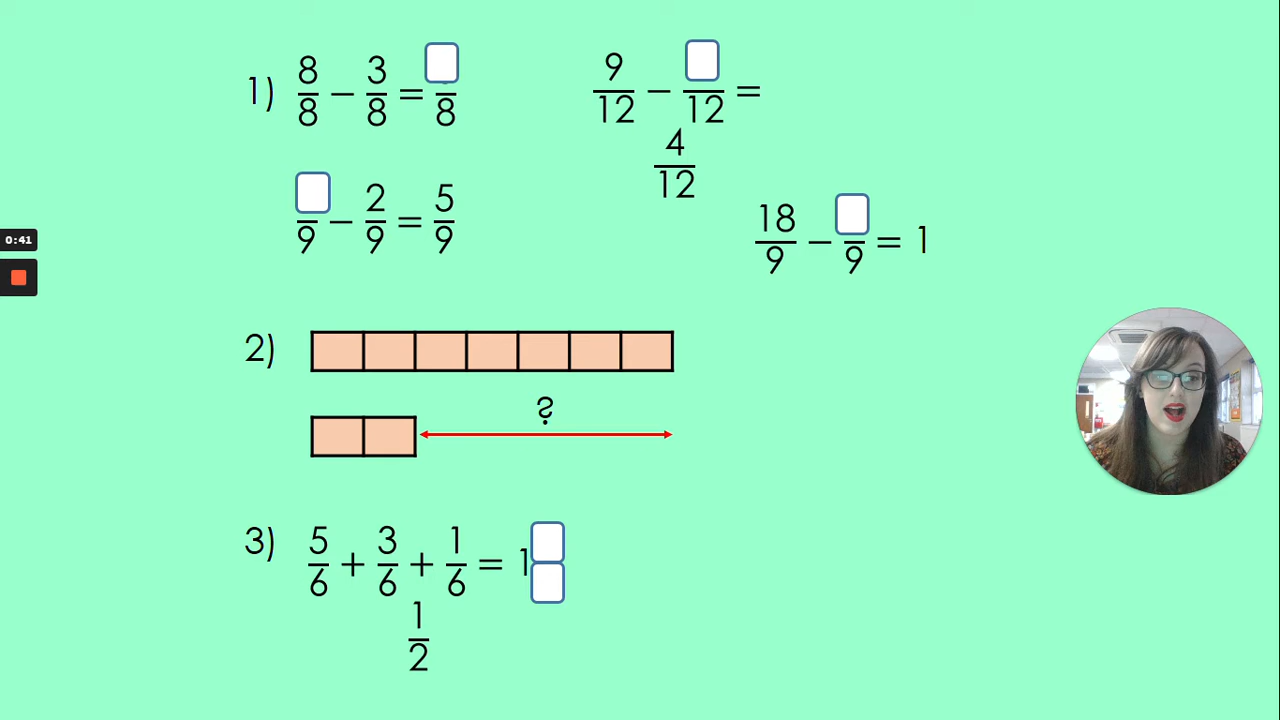 1) 8/8 − 3/8 = □/8
9/12 − □/12 =
4/12
□/9 − 2/9 = 5/9
18/9 − □/9 = 1
0:41
2)
?
3) 5/6 + 3/6 + 1/6 = 1 □/□
1/2